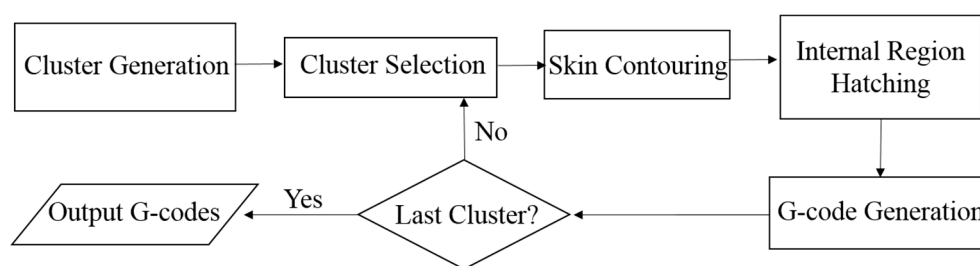 Cluster Generation
Cluster Selection
Skin Contouring
Internal Region
Hatching
No
Yes
Output G-codes
Last Cluster?
G-code Generation